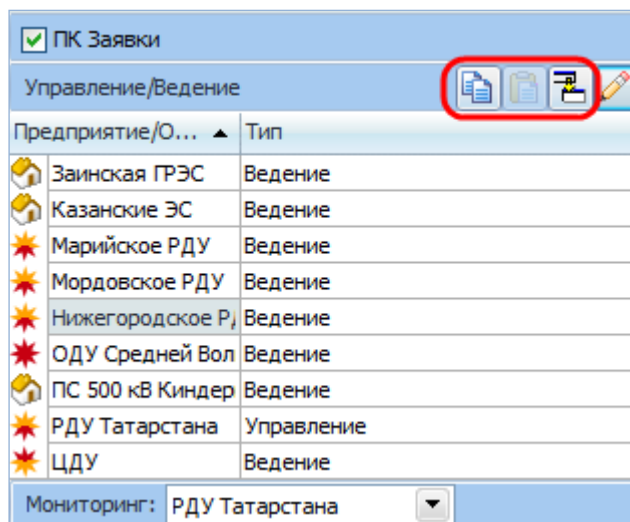 ПК Заявки
Управление/Ведение
Предприятие/О... Тип
Заинская ГРЭС Ведение
Казанские ЭС Ведение
Марийское РДУ Ведение
Мордовское РДУ Ведение
Нижегородское РД Ведение
ОДУ Средней Вол Ведение
ПС 500 кВ Киндер Ведение
РДУ Татарстана Управление
ЦДУ Ведение
Мониторинг: РДУ Татарстана